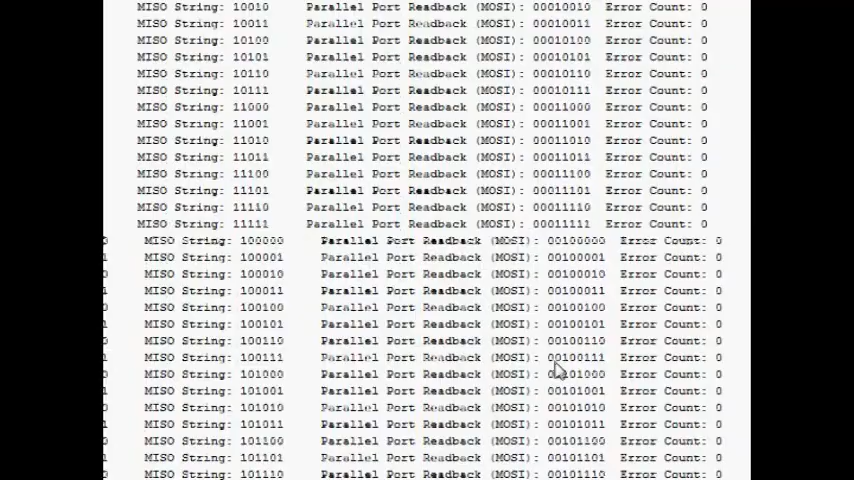 MISO String: 10010 Parallel Port Readback (MOSI): 00010010 Error Count: 0
MISO String: 10011 Parallel Port Readback (MOSI): 00010011 Error Count: 0
MISO String: 10100 Parallel Port Readback (MOSI): 00010100 Error Count: 0
MISO String: 10101 Parallel Port Readback (MOSI): 00010101 Error Count: 0
MISO String: 10110 Parallel Port Readback (MOSI): 00010110 Error Count: 0
MISO String: 10111 Parallel Port Readback (MOSI): 00010111 Error Count: 0
MISO String: 11000 Parallel Port Readback (MOSI): 00011000 Error Count: 0
MISO String: 11001 Parallel Port Readback (MOSI): 00011001 Error Count: 0
MISO String: 11010 Parallel Port Readback (MOSI): 00011010 Error Count: 0
MISO String: 11011 Parallel Port Readback (MOSI): 00011011 Error Count: 0
MISO String: 11100 Parallel Port Readback (MOSI): 00011100 Error Count: 0
MISO String: 11101 Parallel Port Readback (MOSI): 00011101 Error Count: 0
MISO String: 11110 Parallel Port Readback (MOSI): 00011110 Error Count: 0
MISO String: 11111 Parallel Port Readback (MOSI): 00011111 Error Count: 0
0 MISO String: 100000 Parallel Port Readback (MOSI): 00100000 Error Count: 0
1 MISO String: 100001 Parallel Port Readback (MOSI): 00100001 Error Count: 0
0 MISO String: 100010 Parallel Port Readback (MOSI): 00100010 Error Count: 0
1 MISO String: 100011 Parallel Port Readback (MOSI): 00100011 Error Count: 0
0 MISO String: 100100 Parallel Port Readback (MOSI): 00100100 Error Count: 0
1 MISO String: 100101 Parallel Port Readback (MOSI): 00100101 Error Count: 0
0 MISO String: 100110 Parallel Port Readback (MOSI): 00100110 Error Count: 0
1 MISO String: 100111 Parallel Port Readback (MOSI): 00100111 Error Count: 0
0 MISO String: 101000 Parallel Port Readback (MOSI): 00101000 Error Count: 0
1 MISO String: 101001 Parallel Port Readback (MOSI): 00101001 Error Count: 0
0 MISO String: 101010 Parallel Port Readback (MOSI): 00101010 Error Count: 0
1 MISO String: 101011 Parallel Port Readback (MOSI): 00101011 Error Count: 0
0 MISO String: 101100 Parallel Port Readback (MOSI): 00101100 Error Count: 0
1 MISO String: 101101 Parallel Port Readback (MOSI): 00101101 Error Count: 0
0 MISO String: 101110 Parallel Port Readback (MOSI): 00101110 Error Count: 0